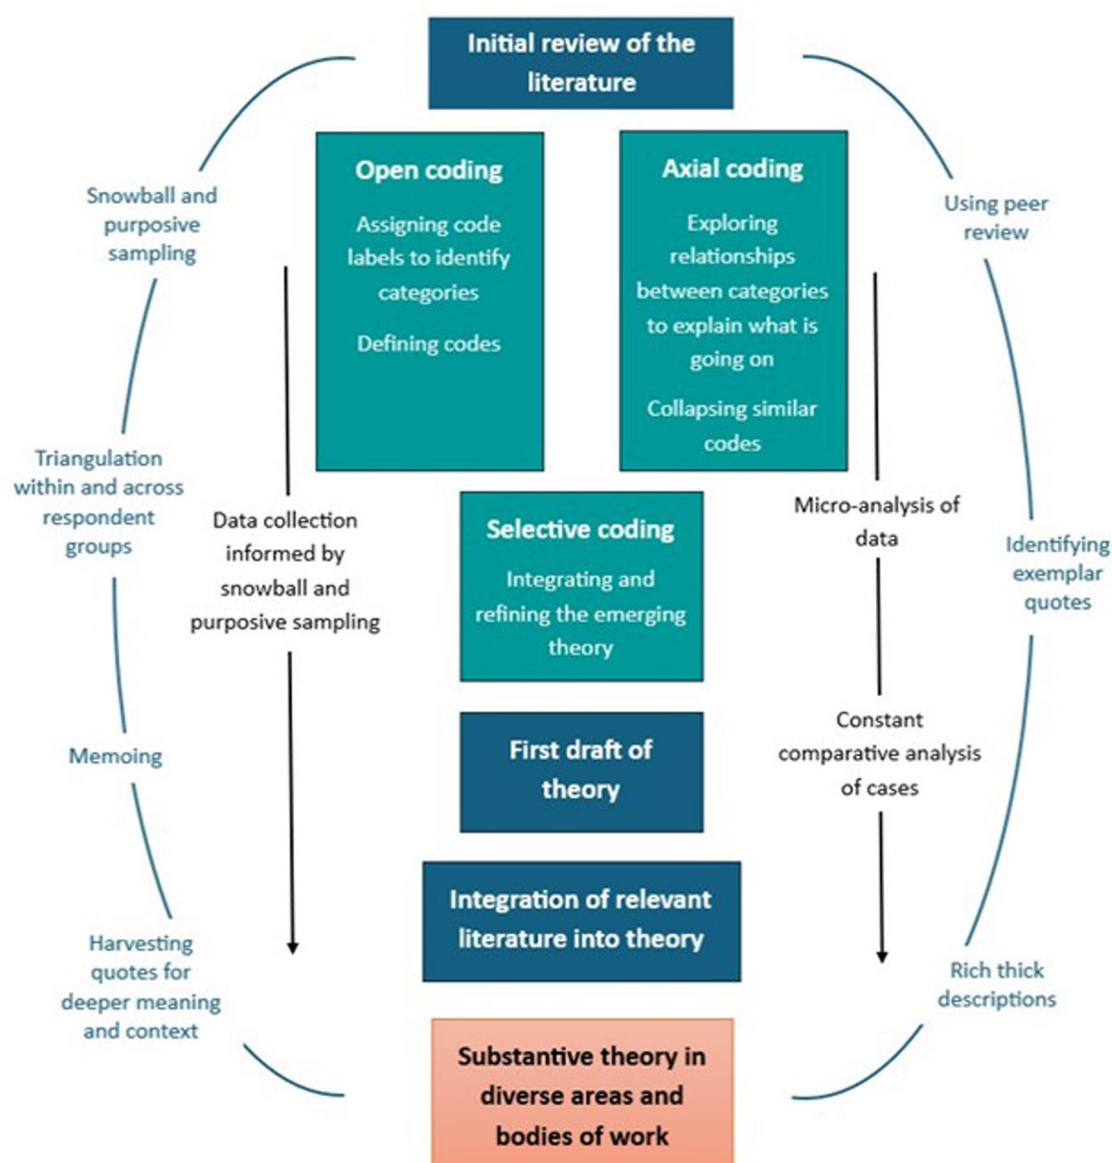 Initial review of the
literature
Open coding
Assigning code
labels to identify
categories
Defining codes
Axial coding
Exploring
relationships
between categories
to explain what is
going on
Collapsing similar
codes
Snowball and
purposive
sampling
Using peer
review
Triangulation
within and across
respondent
groups
Data collection
informed by
snowball and
purposive sampling
Selective coding
Integrating and
refining the emerging
theory
Micro-analysis of
data
Identifying
exemplar
quotes
Memoing
First draft of
theory
Constant
comparative analysis
of cases
Integration of relevant
literature into theory
Harvesting
quotes for
deeper meaning
and context
Rich thick
descriptions
Substantive theory in
diverse areas and
bodies of work